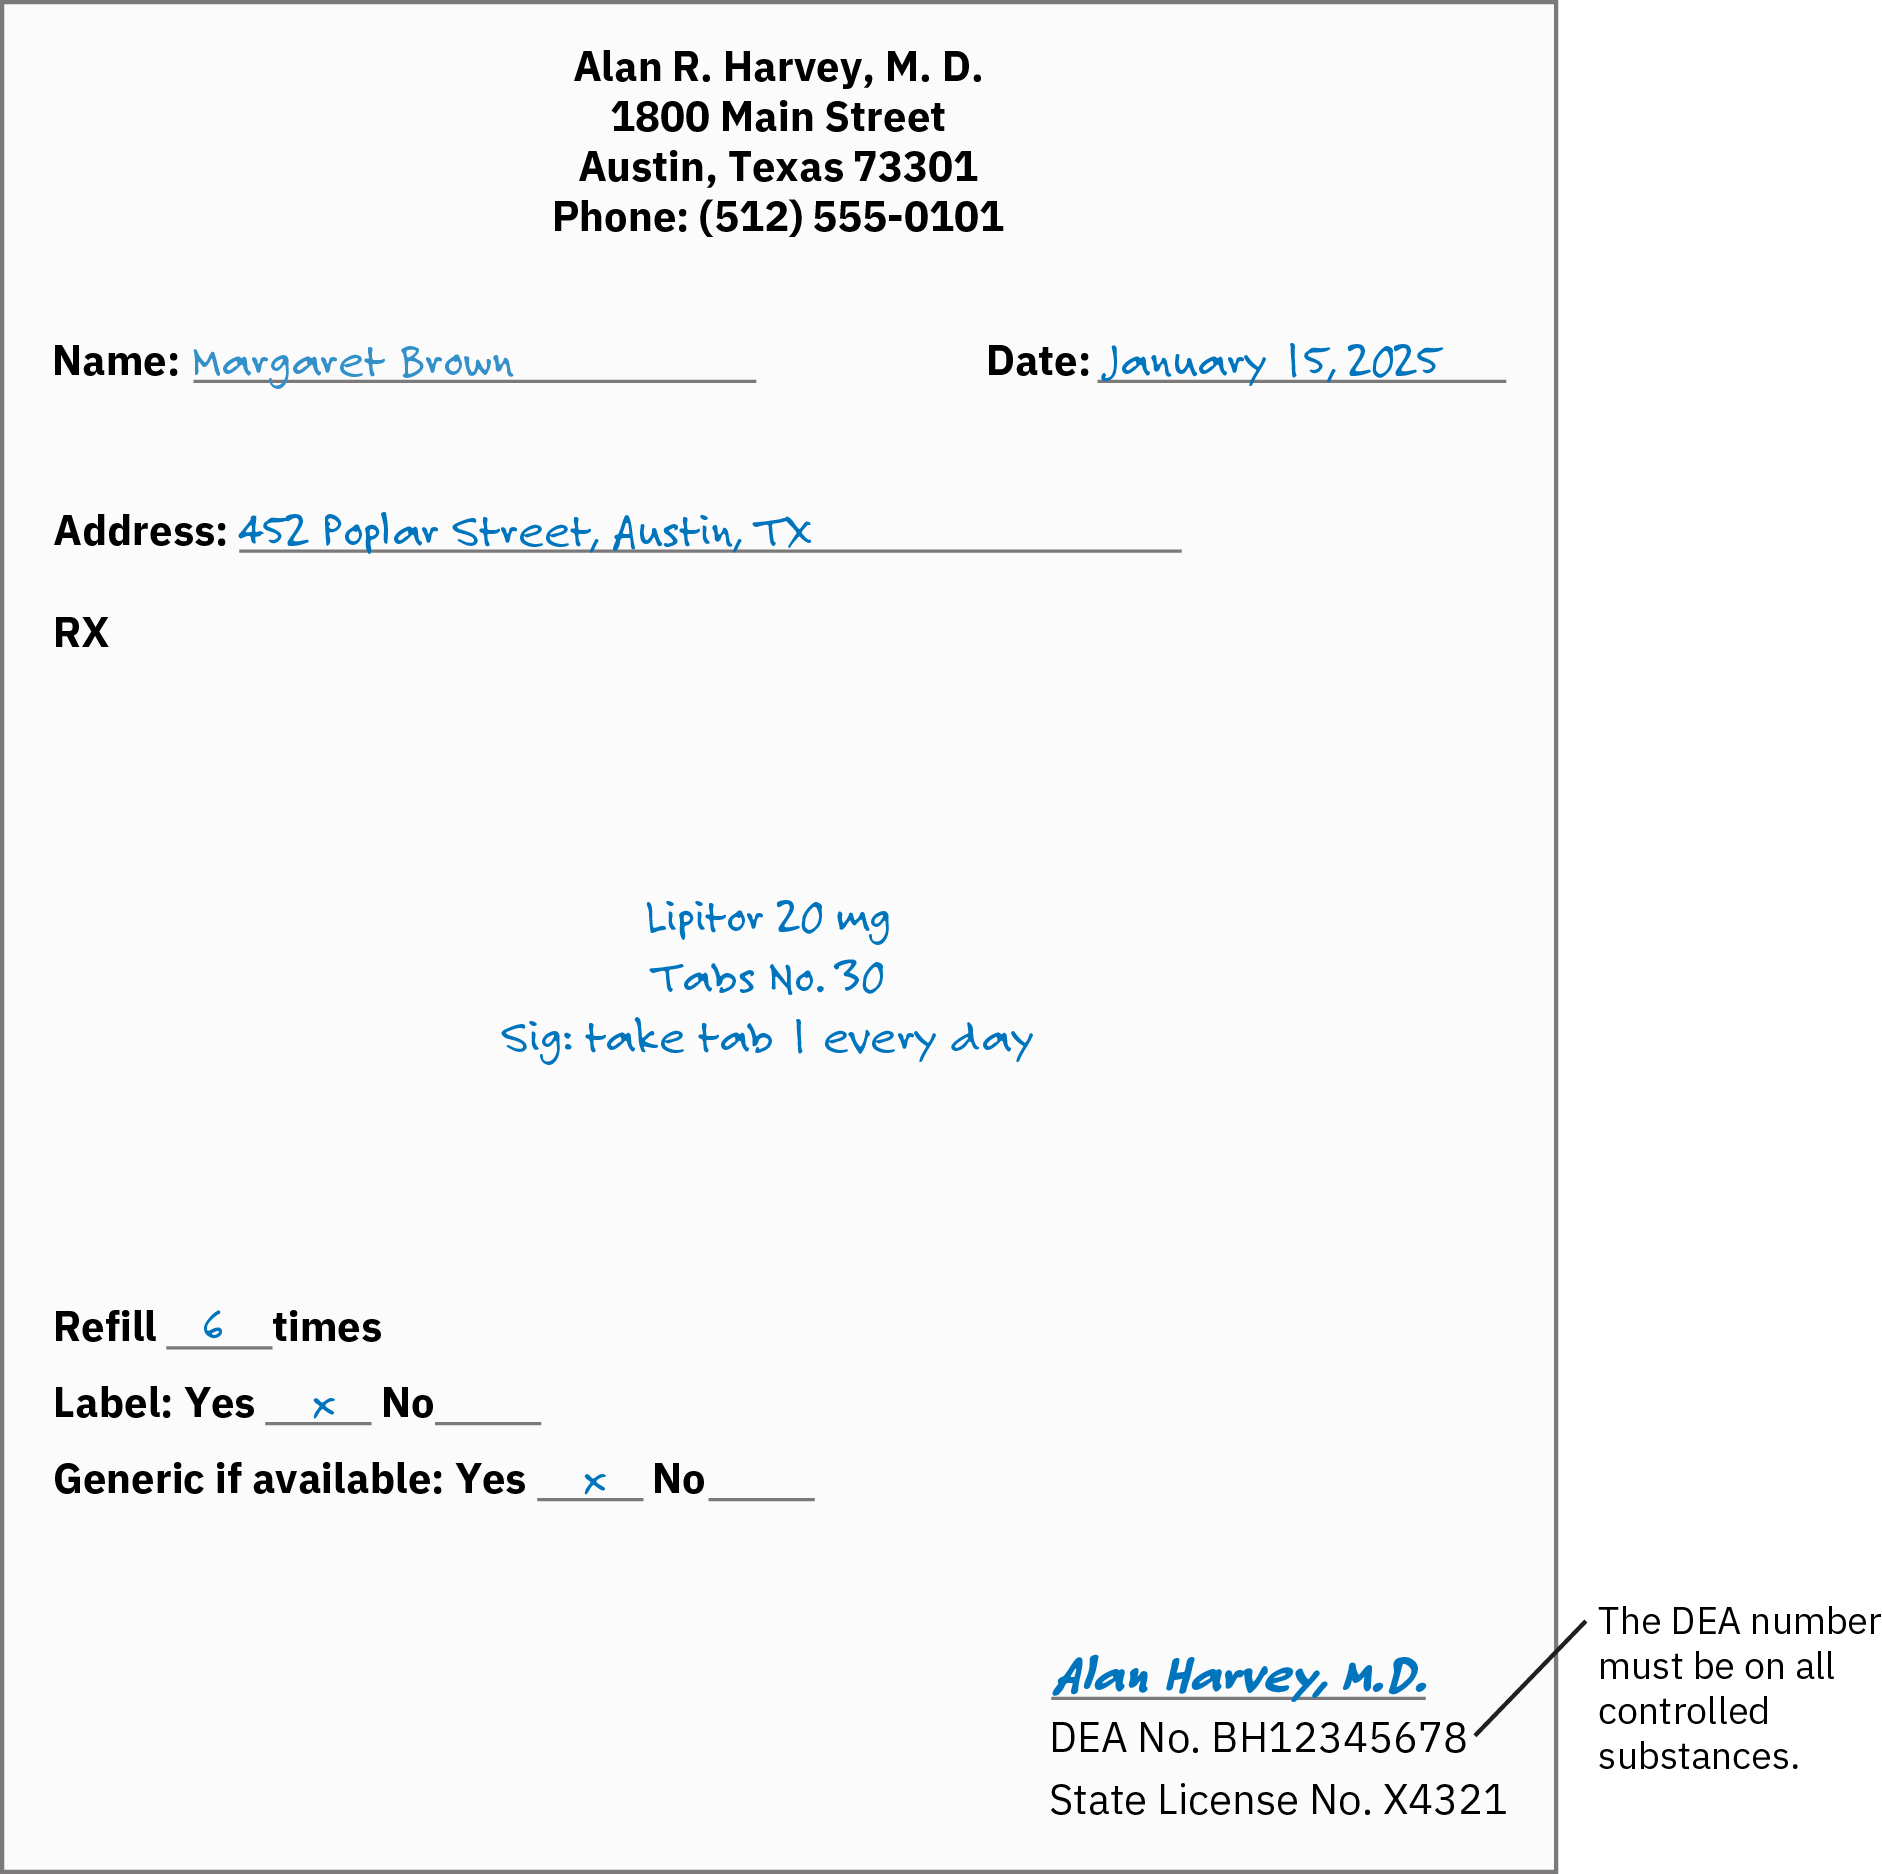 Alan R. Harvey, M. D.
1800 Main Street
Austin, Texas 73301
Phone: (512) 555-0101
Name: Margaret Brown Date: January 15, 2025
Address: 452 Poplar Street, Austin, TX
RX
Lipitor 20 mg
Tabs No. 30
Sig: take tab 1 every day
Refill 6 times
Label: Yes x No
Generic if available: Yes x No
Alan Harvey, M.D.
DEA No. BH12345678
State License No. X4321
The DEA number
must be on all
controlled
substances.